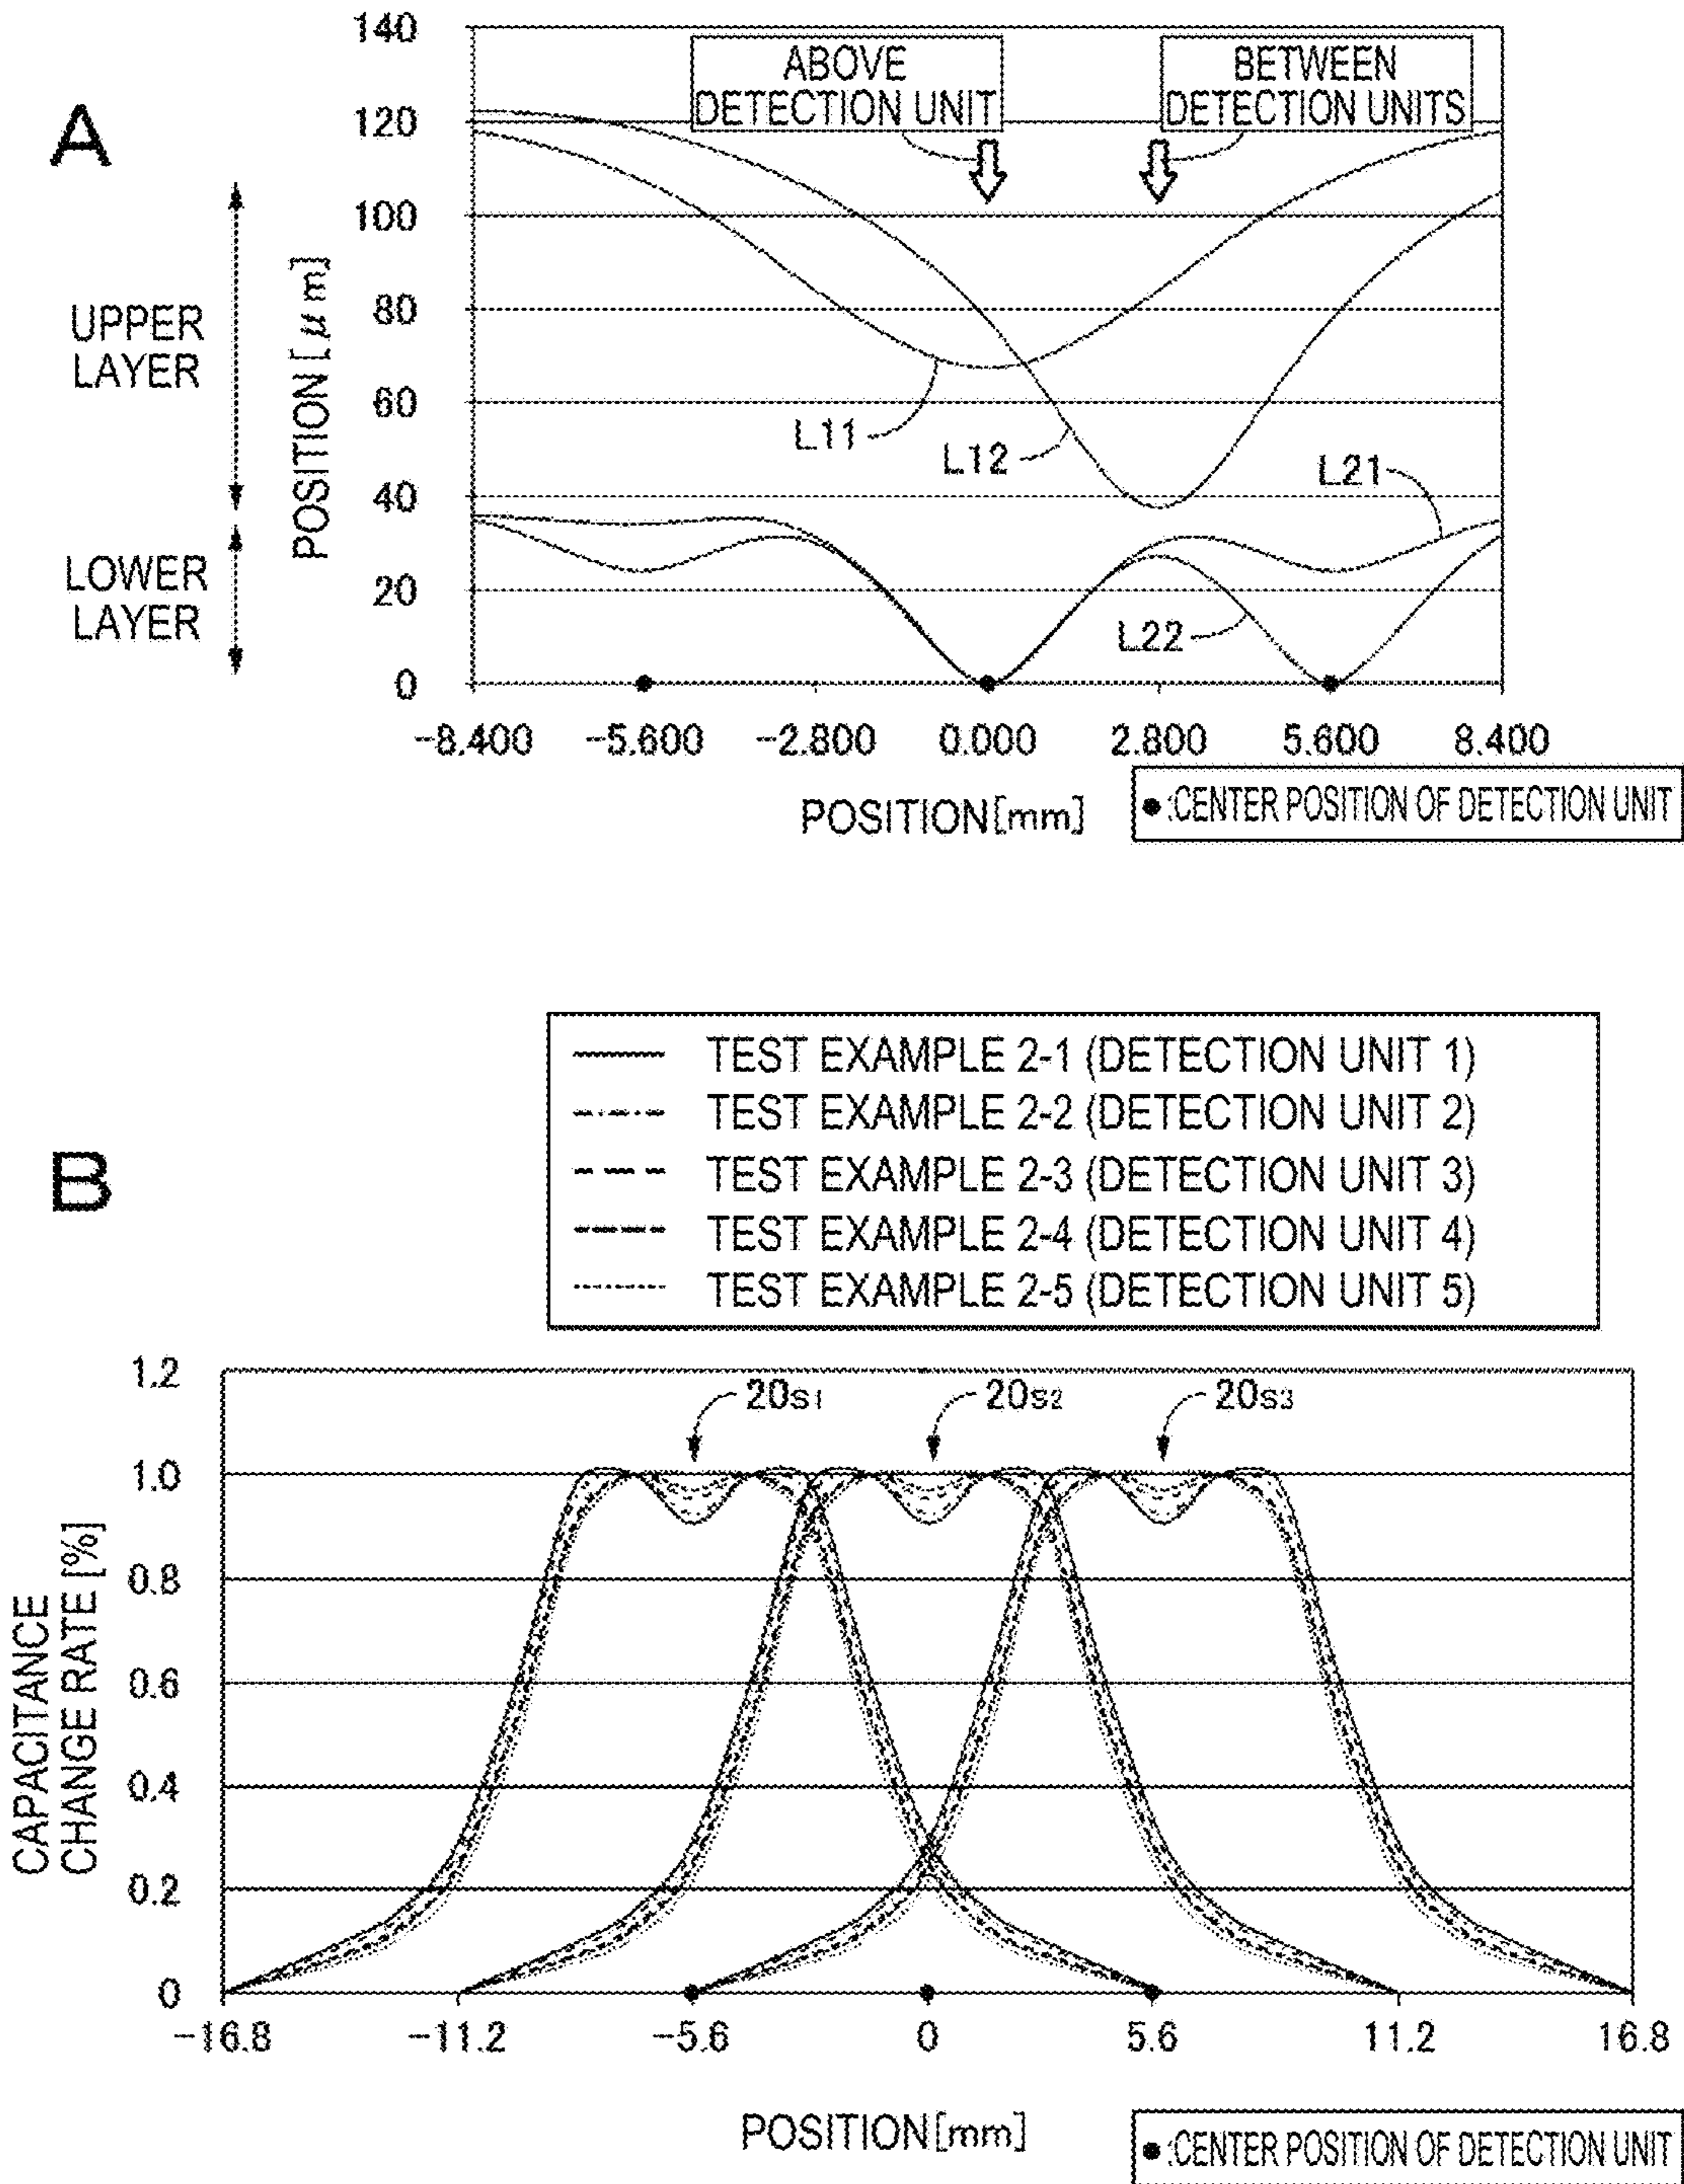 A
140
120
100
80
60
40
20
0
POSITION [μm]
UPPER
LAYER
LOWER
LAYER
ABOVE
DETECTION UNIT
BETWEEN
DETECTION UNITS
L11
L12
L21
L22
-8.400 -5.600 -2.800 0.000 2.800 5.600 8.400
POSITION[mm]
●:CENTER POSITION OF DETECTION UNIT
B
TEST EXAMPLE 2-1 (DETECTION UNIT 1)
TEST EXAMPLE 2-2 (DETECTION UNIT 2)
TEST EXAMPLE 2-3 (DETECTION UNIT 3)
TEST EXAMPLE 2-4 (DETECTION UNIT 4)
TEST EXAMPLE 2-5 (DETECTION UNIT 5)
1.2
1.0
0.8
0.6
0.4
0.2
0
CAPACITANCE
CHANGE RATE [%]
20S1
20S2
20S3
-16.8 -11.2 -5.6 0 5.6 11.2 16.8
POSITION[mm]
●:CENTER POSITION OF DETECTION UNIT